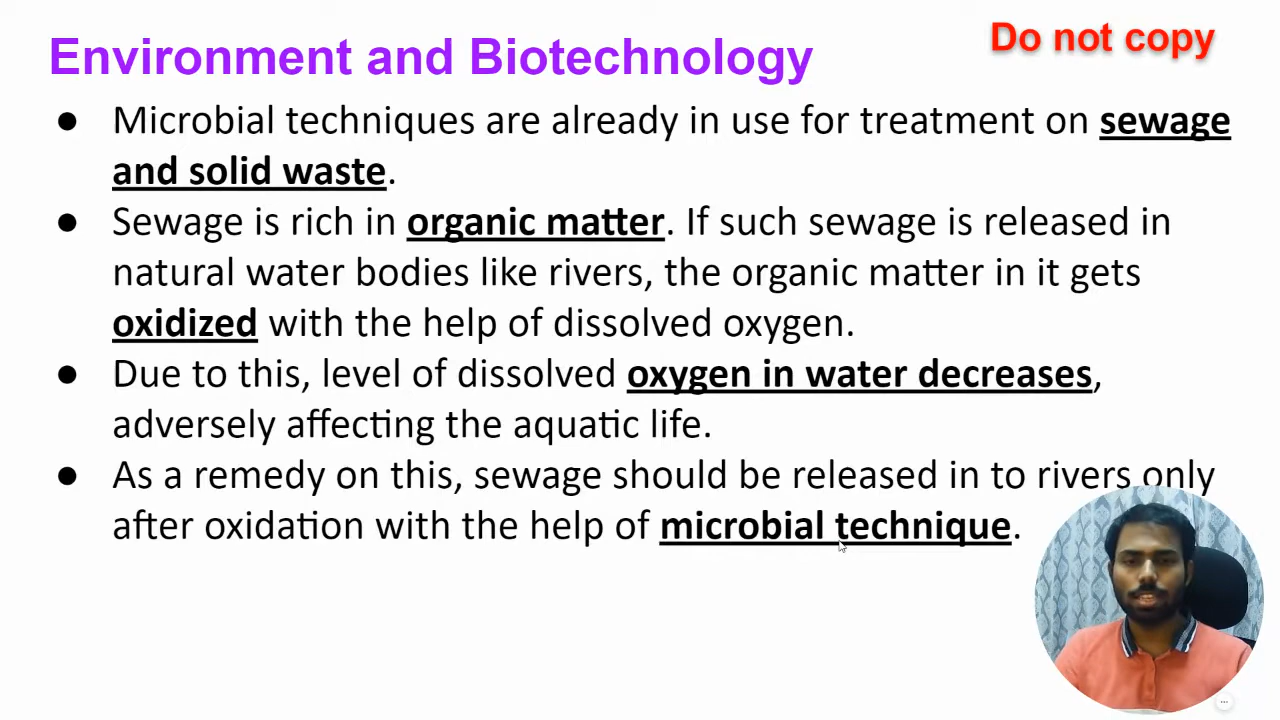 Environment and Biotechnology
Do not copy
● Microbial techniques are already in use for treatment on sewage
and solid waste.
● Sewage is rich in organic matter. If such sewage is released in
natural water bodies like rivers, the organic matter in it gets
oxidized with the help of dissolved oxygen.
● Due to this, level of dissolved oxygen in water decreases,
adversely affecting the aquatic life.
● As a remedy on this, sewage should be released in to rivers only
after oxidation with the help of microbial technique.